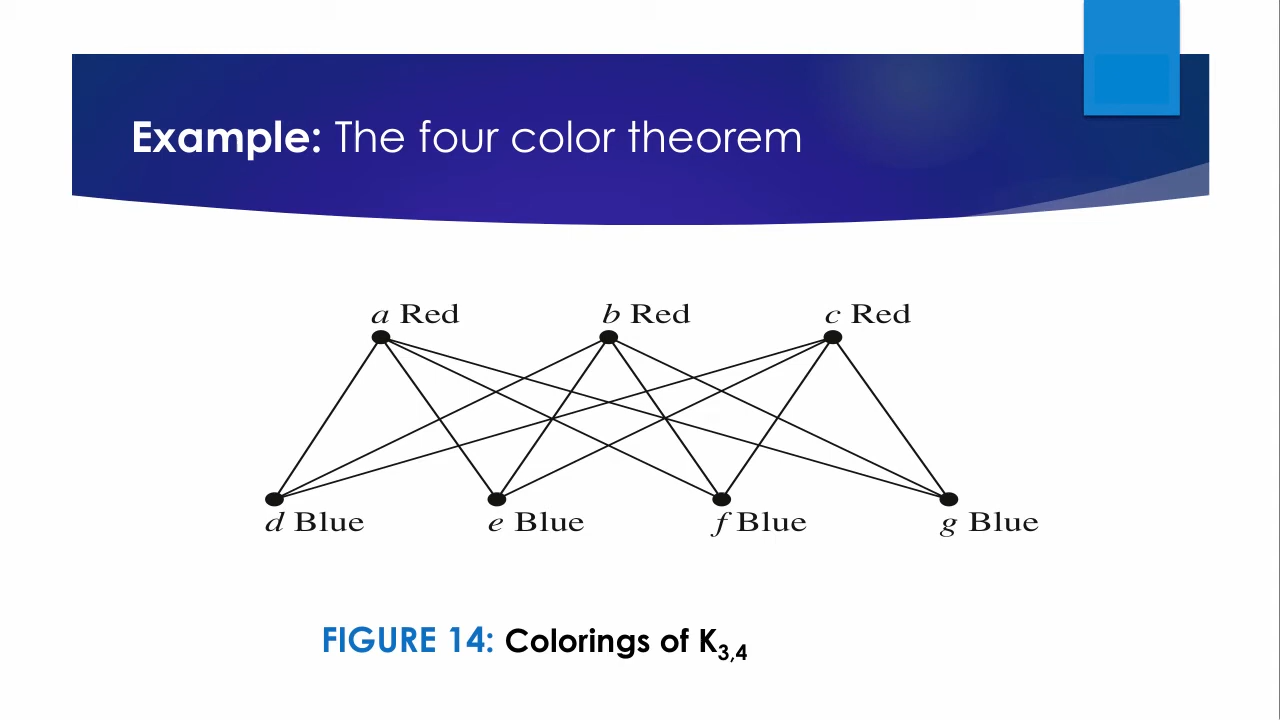 Example: The four color theorem
a Red b Red c Red
d Blue e Blue f Blue g Blue
FIGURE 14: Colorings of K3,4